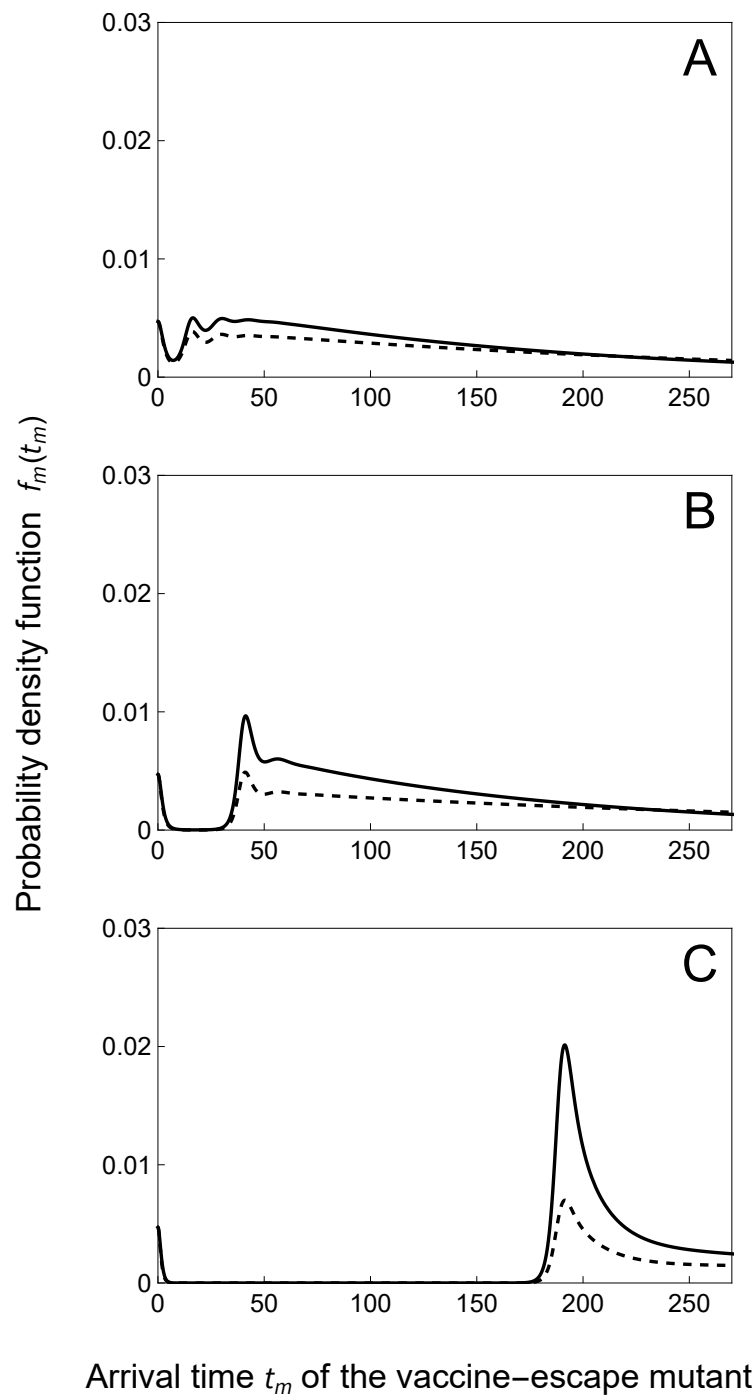 Probability density function f_m(t_m)
A
0.03
0.02
0.01
0
0 50 100 150 200 250
B
0.03
0.02
0.01
0
0 50 100 150 200 250
C
0.03
0.02
0.01
0
0 50 100 150 200 250
Arrival time t_m of the vaccine−escape mutant